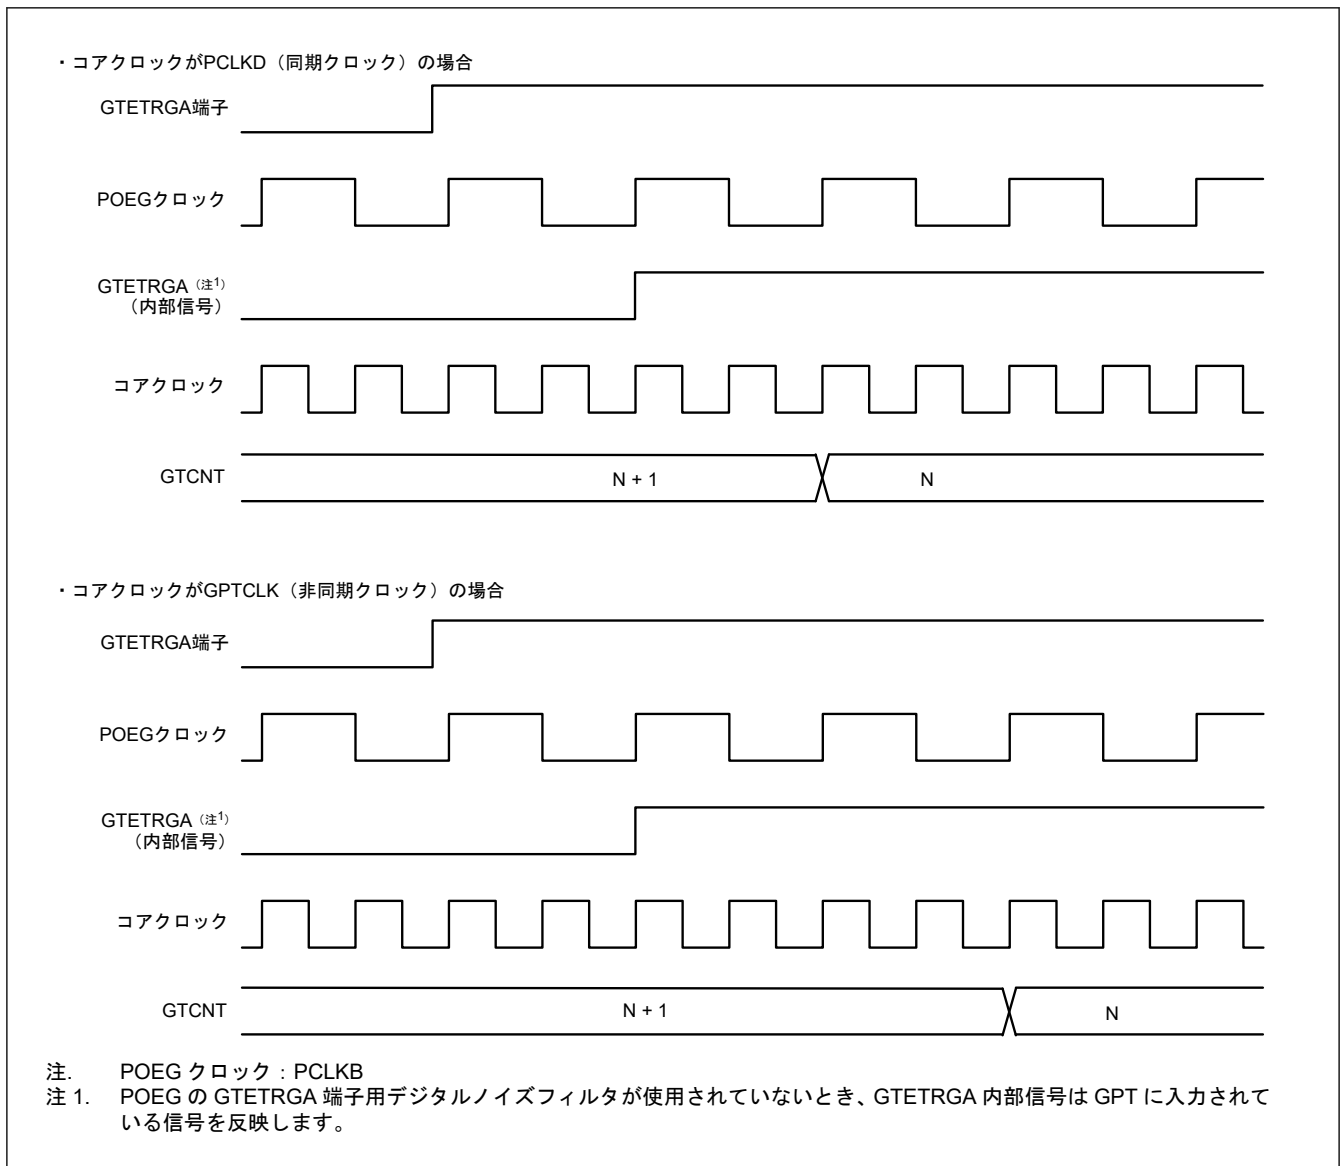 ・コアクロックがPCLKD（同期クロック）の場合
GTETRGA端子
POEGクロック
GTETRGA（注1）
（内部信号）
コアクロック
GTCNT
N + 1
N
・コアクロックがGPTCLK（非同期クロック）の場合
GTETRGA端子
POEGクロック
GTETRGA（注1）
（内部信号）
コアクロック
GTCNT
N + 1
N
注. POEG クロック：PCLKB
注 1. POEG の GTETRGA 端子用デジタルノイズフィルタが使用されていないとき、GTETRGA 内部信号は GPT に入力されて
いる信号を反映します。